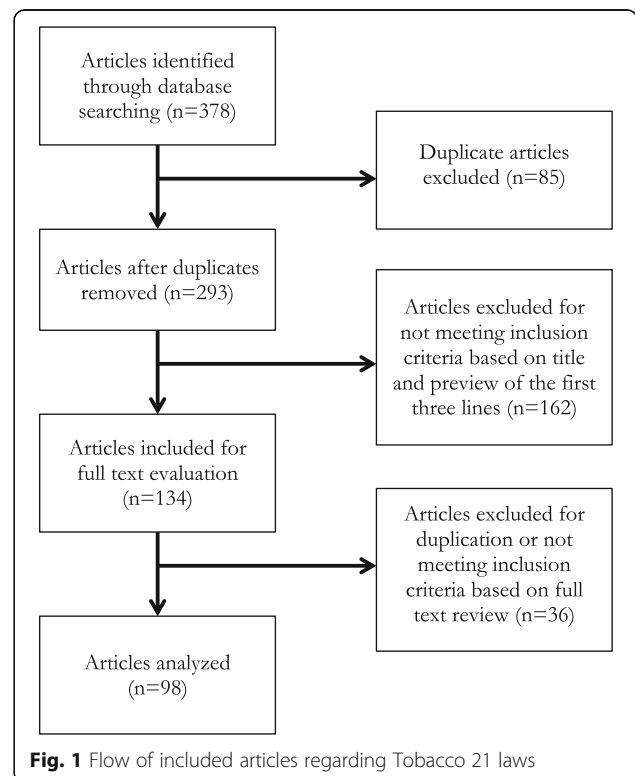 Articles identified
through database
searching (n=378)
Duplicate articles
excluded (n=85)
Articles after duplicates
removed (n=293)
Articles excluded for
not meeting inclusion
criteria based on title
and preview of the first
three lines (n=162)
Articles included for
full text evaluation
(n=134)
Articles excluded for
duplication or not
meeting inclusion
criteria based on full
text review (n=36)
Articles analyzed
(n=98)
Fig. 1 Flow of included articles regarding Tobacco 21 laws